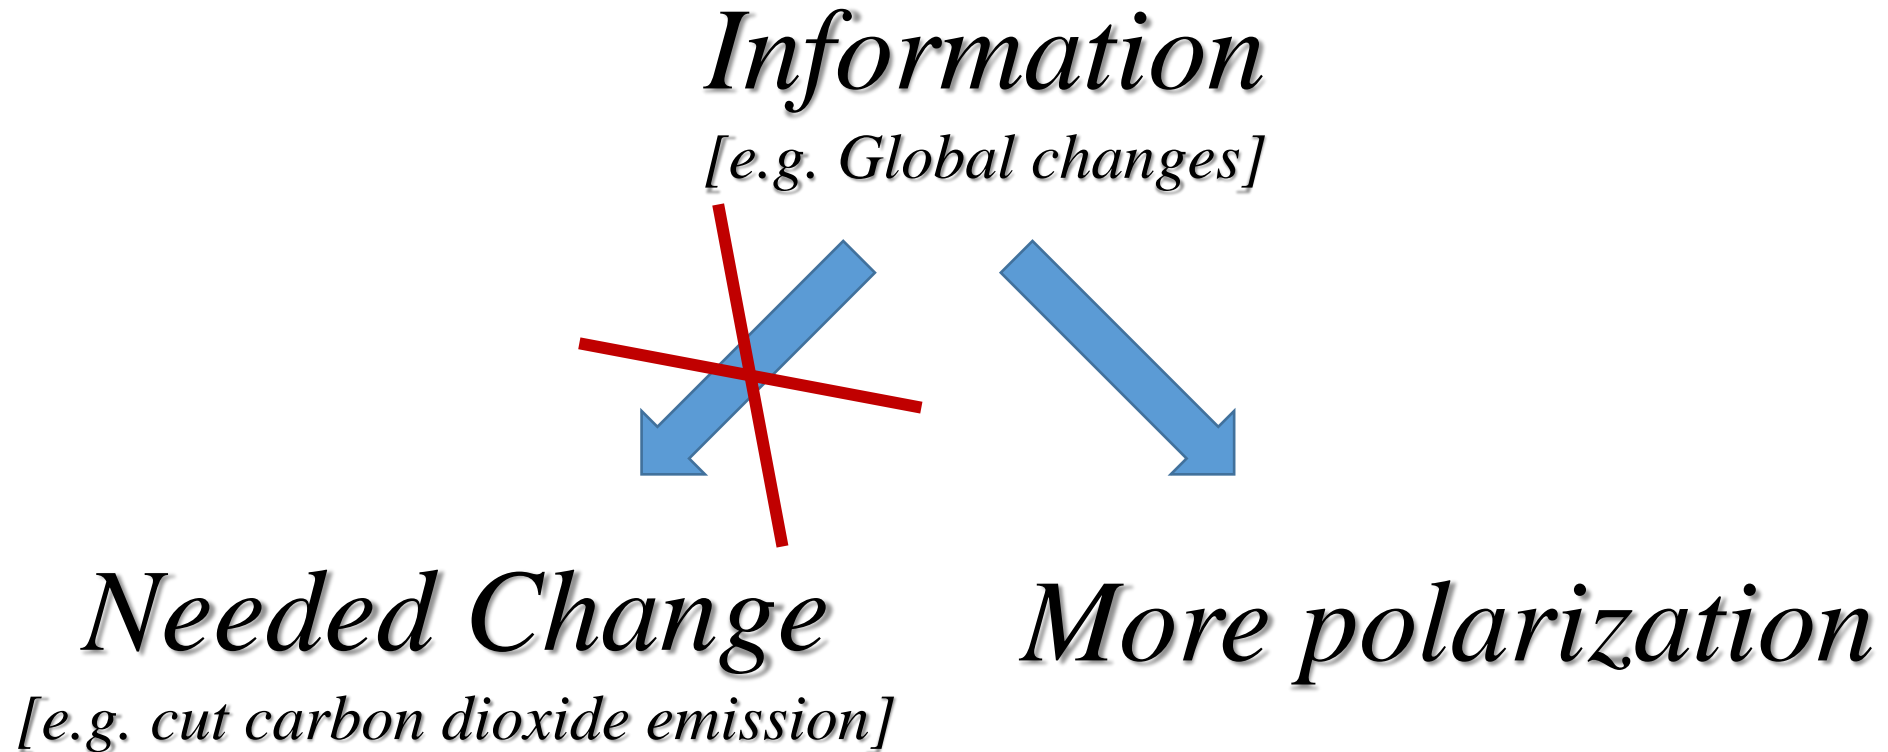 Information
[e.g. Global changes]
Needed Change
More polarization
[e.g. cut carbon dioxide emission]